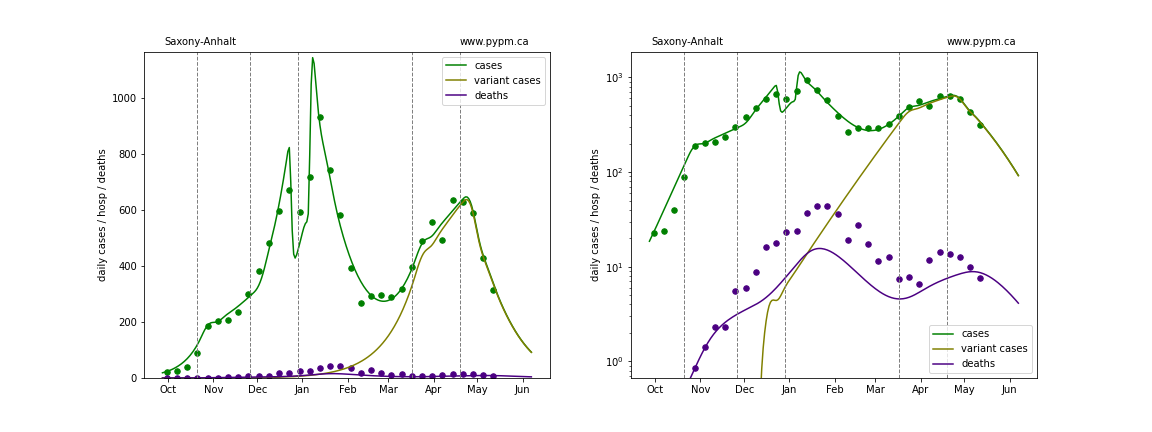 Saxony-Anhalt www.pypm.ca
cases
variant cases
deaths
daily cases / hosp / deaths
1000
800
600
400
200
0
Oct Nov Dec Jan Feb Mar Apr May Jun
Saxony-Anhalt www.pypm.ca
daily cases / hosp / deaths
10³
10²
10¹
10⁰
cases
variant cases
deaths
Oct Nov Dec Jan Feb Mar Apr May Jun